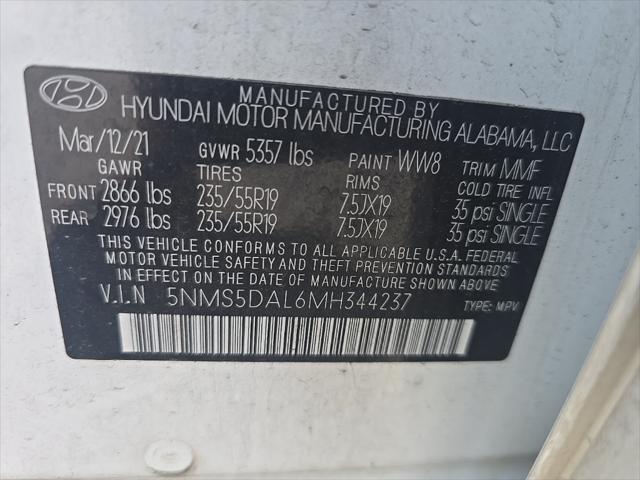 MANUFACTURED BY
HYUNDAI MOTOR MANUFACTURING ALABAMA, LLC
Mar/12/21 GVWR 5357 lbs PAINT WW8 TRIM MMF
GAWR TIRES RIMS COLD TIRE INFL
FRONT 2866 lbs 235/55R19 7.5JX19 35 psi SINGLE
REAR 2976 lbs 235/55R19 7.5JX19 35 psi SINGLE
THIS VEHICLE CONFORMS TO ALL APPLICABLE U.S.A. FEDERAL
MOTOR VEHICLE SAFETY AND THEFT PREVENTION STANDARDS
IN EFFECT ON THE DATE OF MANUFACTURE SHOWN ABOVE.
V.I.N 5NMS5DAL6MH344237 TYPE: MPV